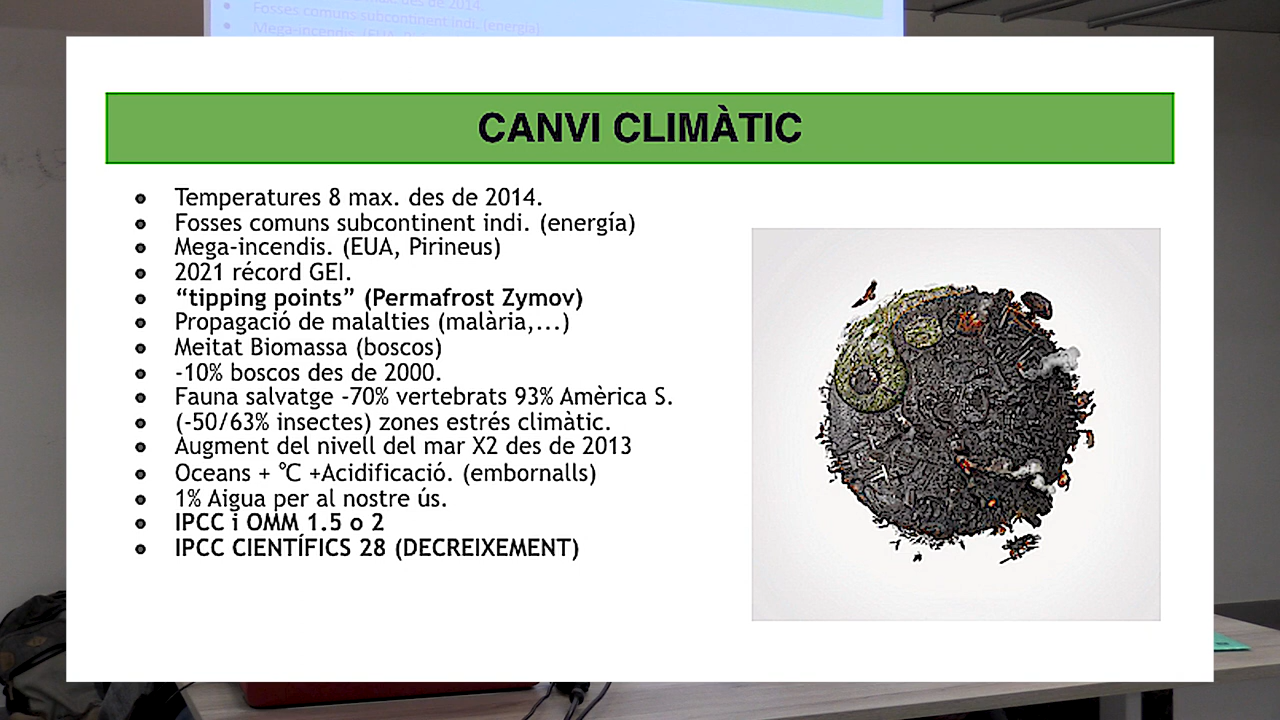 des de 2014.
Fosses comuns subcontinent indi. (energía)
Mega-incendis. (EUA,
CANVI CLIMÀTIC
Temperatures 8 max. des de 2014.
Fosses comuns subcontinent indi. (energía)
Mega-incendis. (EUA, Pirineus)
2021 récord GEI.
“tipping points” (Permafrost Zymov)
Propagació de malalties (malària,...)
Meitat Biomassa (boscos)
-10% boscos des de 2000.
Fauna salvatge -70% vertebrats 93% Amèrica S.
(-50/63% insectes) zones estrés climàtic.
Augment del nivell del mar X2 des de 2013
Oceans + °C +Acidificació. (embornalls)
1% Aigua per al nostre ús.
IPCC i OMM 1.5 o 2
IPCC CIENTÍFICS 28 (DECREIXEMENT)